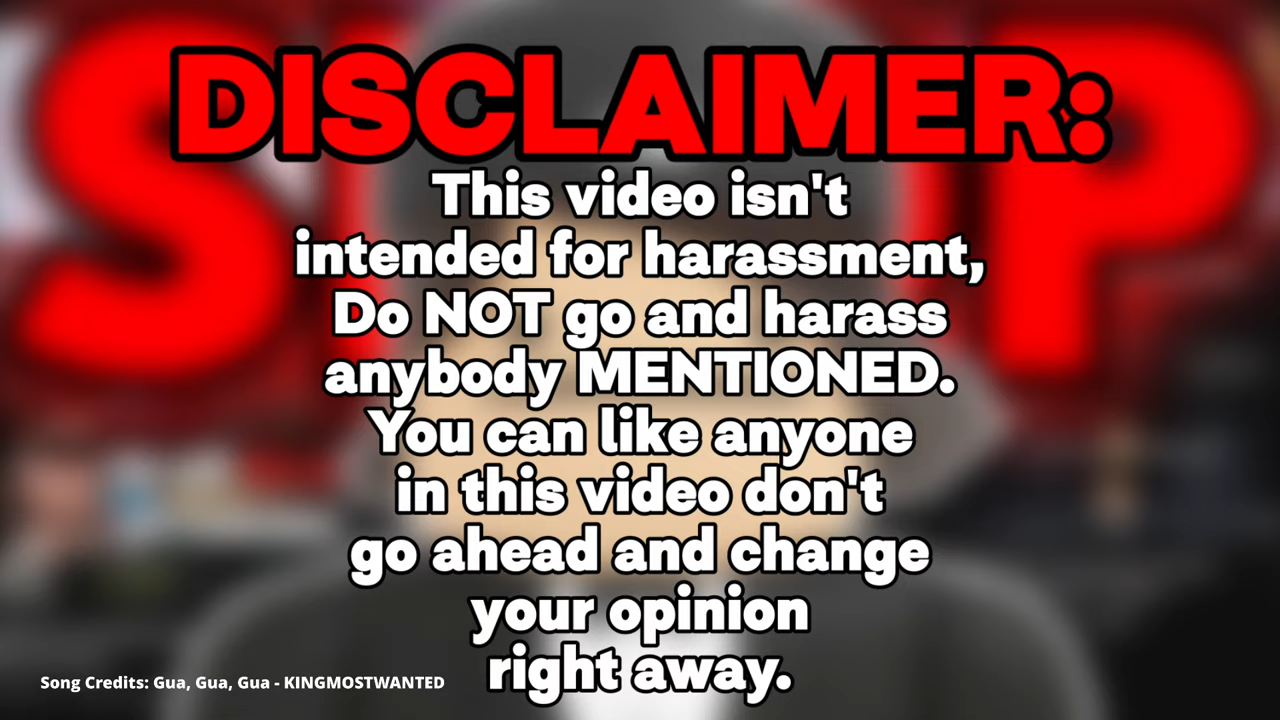 DISCLAIMER:
This video isn't
intended for harassment,
Do NOT go and harass
anybody MENTIONED.
You can like anyone
in this video don't
go ahead and change
your opinion
right away.
Song Credits: Gua, Gua, Gua - KINGMOSTWANTED